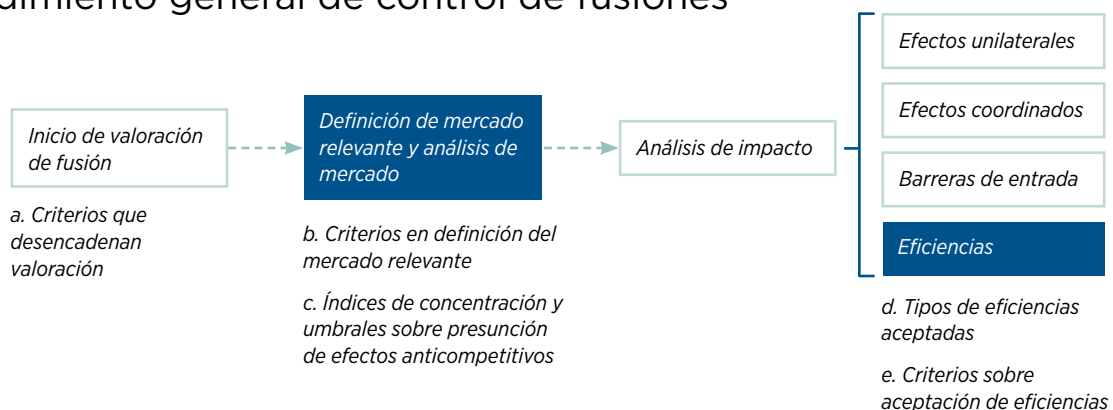 dimiento general de control de fusiones
Inicio de valoración
de fusión
a. Criterios que
desencadenan
valoración
Definición de mercado
relevante y análisis de
mercado
b. Criterios en definición del
mercado relevante
c. Índices de concentración y
umbrales sobre presunción
de efectos anticompetitivos
Análisis de impacto
Efectos unilaterales
Efectos coordinados
Barreras de entrada
Eficiencias
d. Tipos de eficiencias
aceptadas
e. Criterios sobre
aceptación de eficiencias